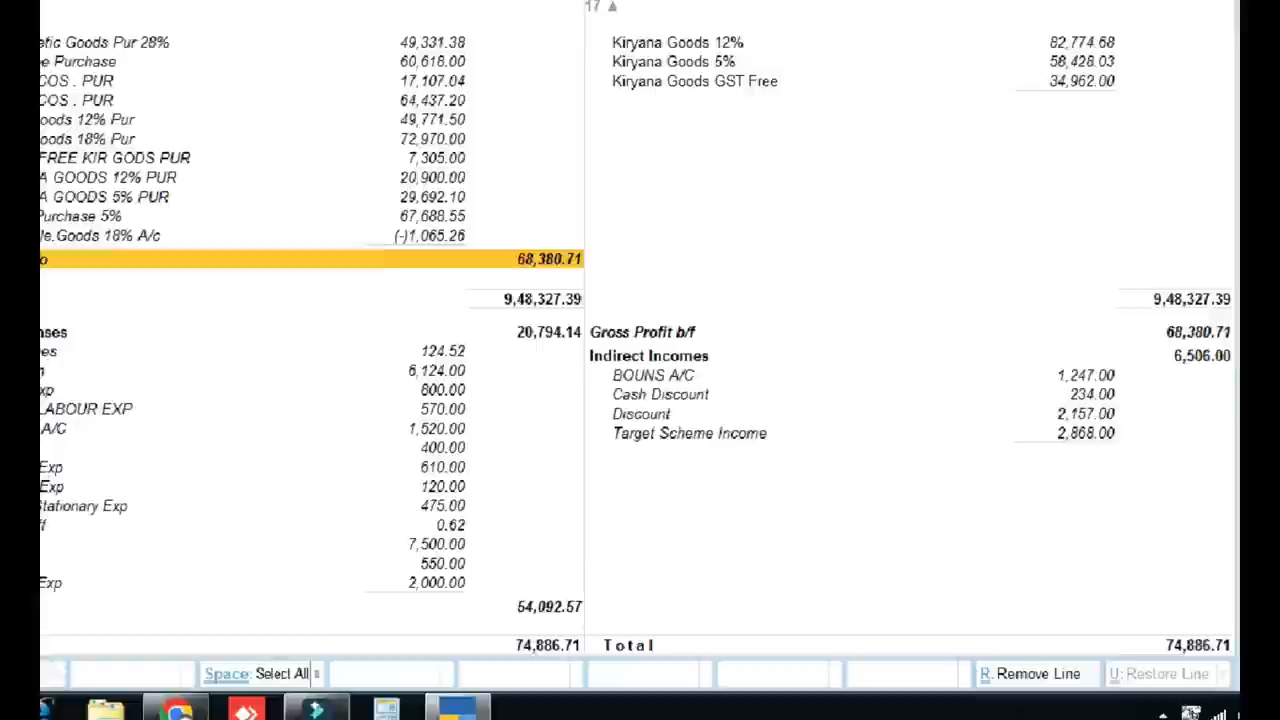 17 ▲
etic Goods Pur 28% 49,331.38
e Purchase 60,618.00
COS . PUR 17,107.04
COS . PUR 64,437.20
oods 12% Pur 49,771.50
oods 18% Pur 72,970.00
FREE KIR GODS PUR 7,305.00
A GOODS 12% PUR 20,900.00
A GOODS 5% PUR 29,692.10
Purchase 5% 67,688.55
le.Goods 18% A/c (-)1,065.26
o 68,380.71
9,48,327.39
nses 20,794.14
es 124.52
n 6,124.00
xp 800.00
LABOUR EXP 570.00
A/C 1,520.00
400.00
Exp 610.00
Exp 120.00
Stationary Exp 475.00
ff 0.62
7,500.00
550.00
Exp 2,000.00
54,092.57
74,886.71
Kiryana Goods 12% 82,774.68
Kiryana Goods 5% 58,428.03
Kiryana Goods GST Free 34,962.00
9,48,327.39
Gross Profit b/f 68,380.71
Indirect Incomes 6,506.00
BOUNS A/C 1,247.00
Cash Discount 234.00
Discount 2,157.00
Target Scheme Income 2,868.00
Total 74,886.71
Space: Select All
R: Remove Line
U: Restore Line